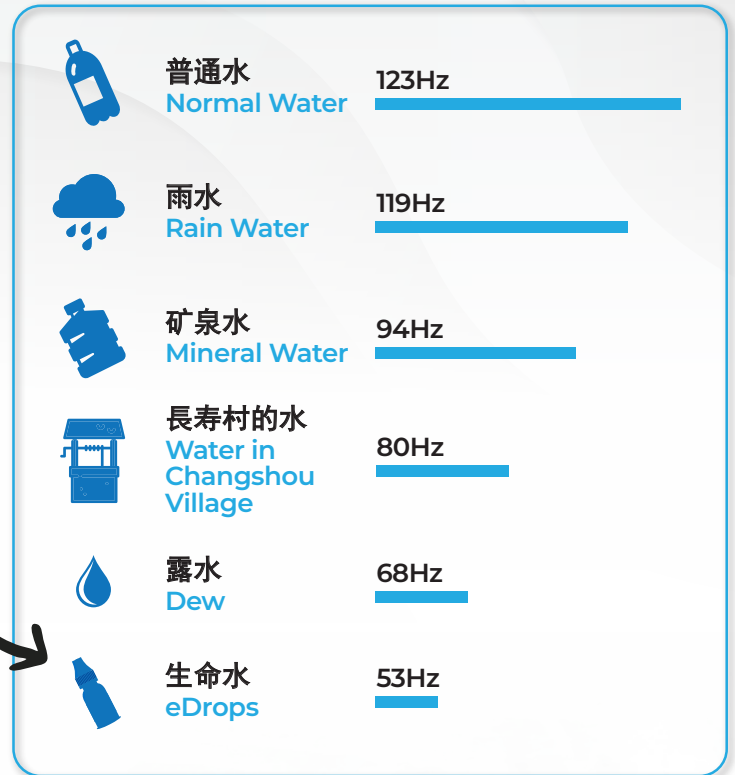 普通水
Normal Water
123Hz
雨水
Rain Water
119Hz
矿泉水
Mineral Water
94Hz
長寿村的水
Water in
Changshou
Village
80Hz
露水
Dew
68Hz
生命水
eDrops
53Hz